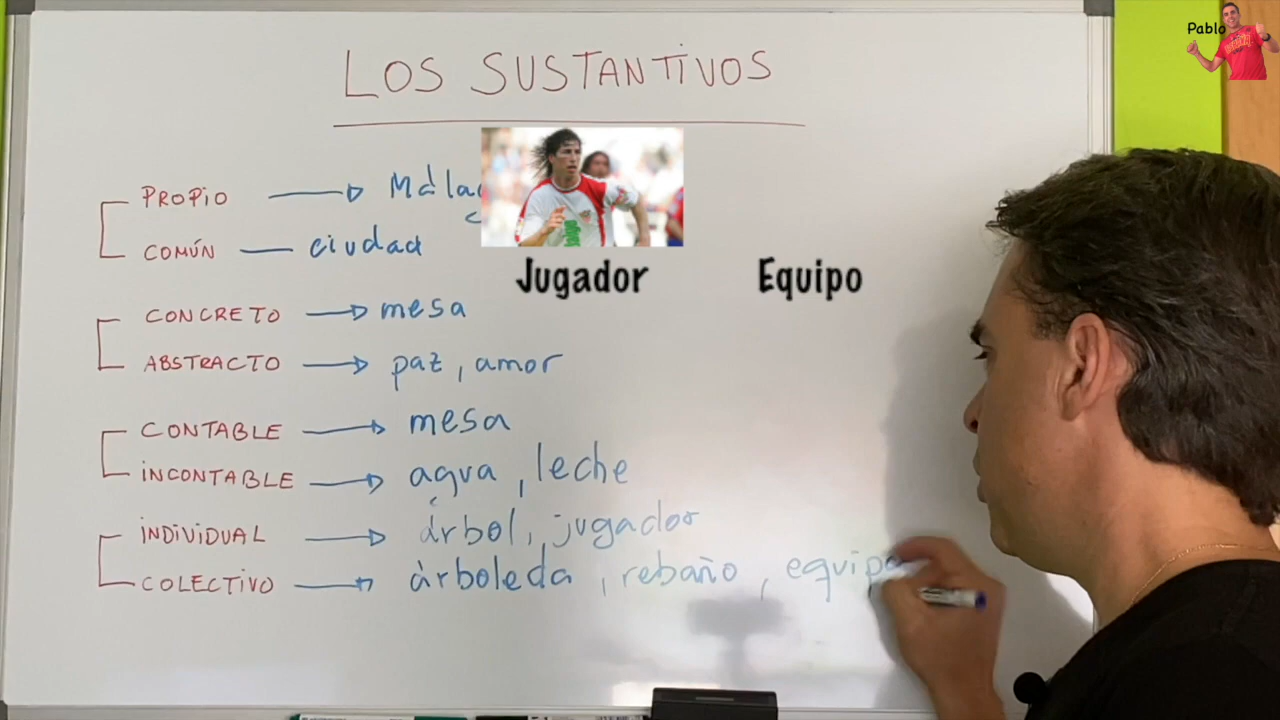 Pablo
LOS SUSTANTIVOS
PROPIO Málag
COMÚN ciudad
Jugador Equipo
CONCRETO mesa
ABSTRACTO paz, amor
CONTABLE mesa
INCONTABLE agua, leche
INDIVIDUAL árbol, jugador
COLECTIVO árboleda, rebaño, equipo